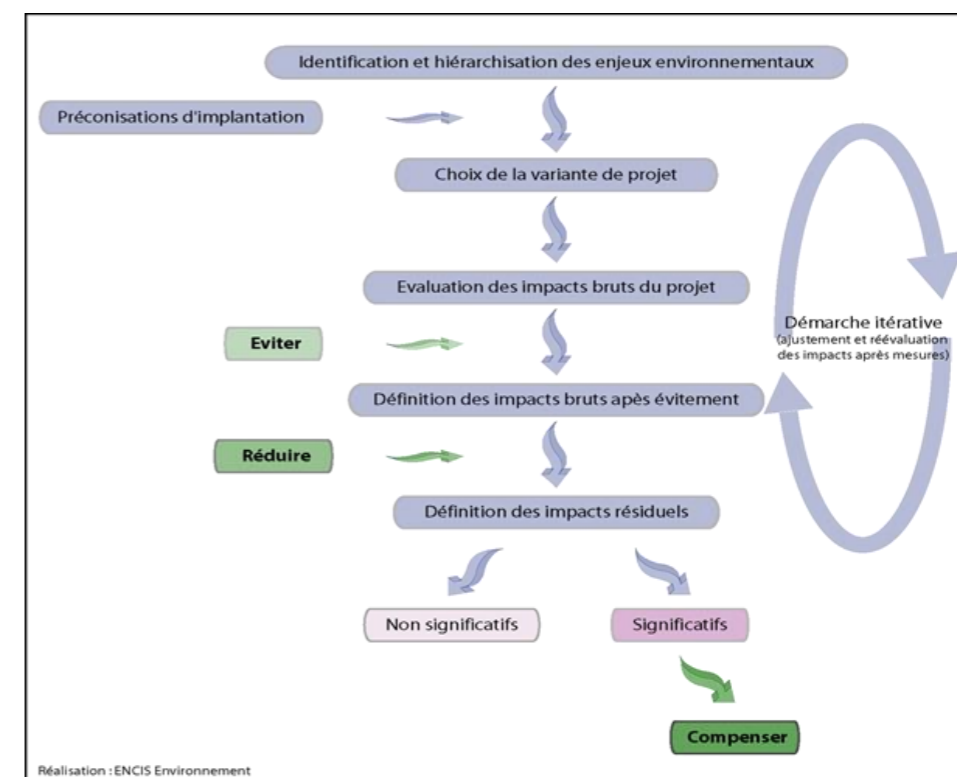 Identification et hiérarchisation des enjeux environnementaux
Préconisations d'implantation
Choix de la variante de projet
Evaluation des impacts bruts du projet
Démarche itérative
(ajustement et réévaluation
des impacts après mesures)
Eviter
Définition des impacts bruts apès évitement
Réduire
Définition des impacts résiduels
Non significatifs
Significatifs
Compenser
Réalisation : ENCIS Environnement